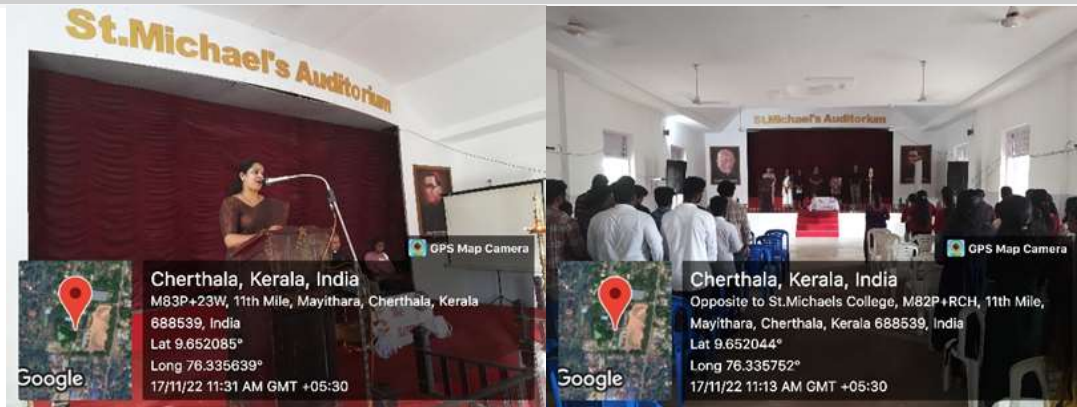 St.Michael's Auditorium
GPS Map Camera
Cherthala, Kerala, India
M83P+23W, 11th Mile, Mayithara, Cherthala, Kerala
688539, India
Lat 9.652085°
Long 76.335639°
17/11/22 11:31 AM GMT +05:30
Google
St.Michael's Auditorium
GPS Map Camera
Cherthala, Kerala, India
Opposite to St.Michaels College, M82P+RCH, 11th Mile,
Mayithara, Cherthala, Kerala 688539, India
Lat 9.652044°
Long 76.335752°
17/11/22 11:13 AM GMT +05:30
Google